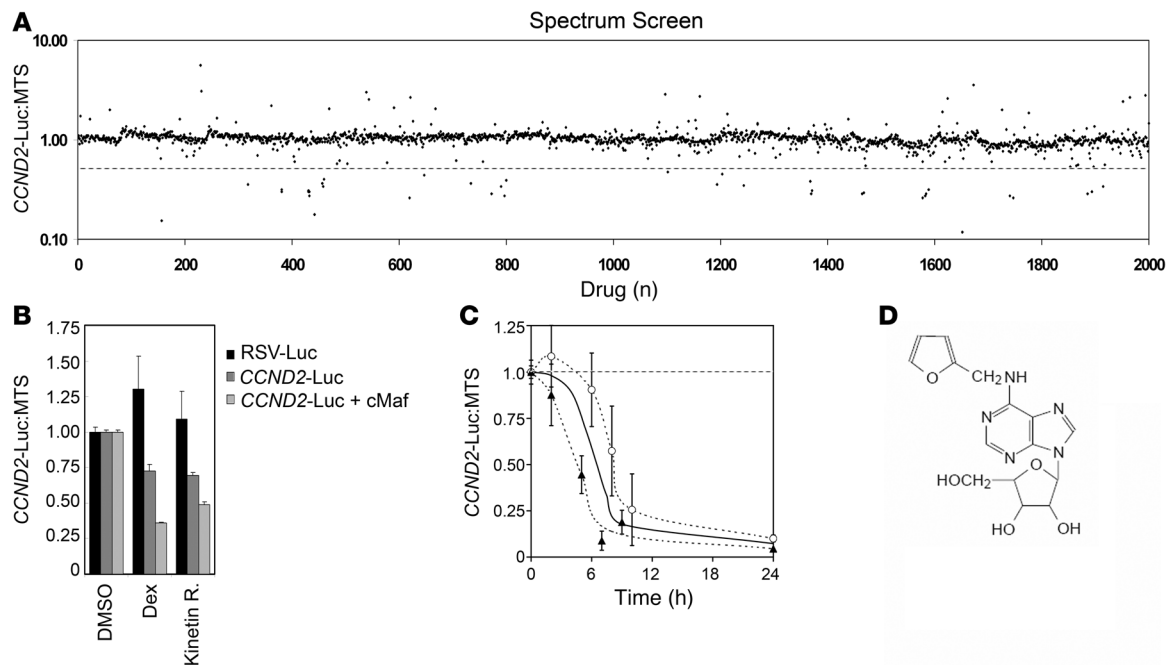 A
Spectrum Screen
CCND2-Luc:MTS
10.00
1.00
0.10
0 200 400 600 800 1000 1200 1400 1600 1800 2000
Drug (n)
B
CCND2-Luc:MTS
1.75
1.50
1.25
1.00
0.75
0.50
0.25
0
DMSO
Dex
Kinetin R.
RSV-Luc
CCND2-Luc
CCND2-Luc + cMaf
C
CCND2-Luc:MTS
1.25
1.0
0.75
0.50
0.25
0
0 6 12 18 24
Time (h)
D
O
CH2NH
N
N
N
N
HOCH2
O
HO
OH